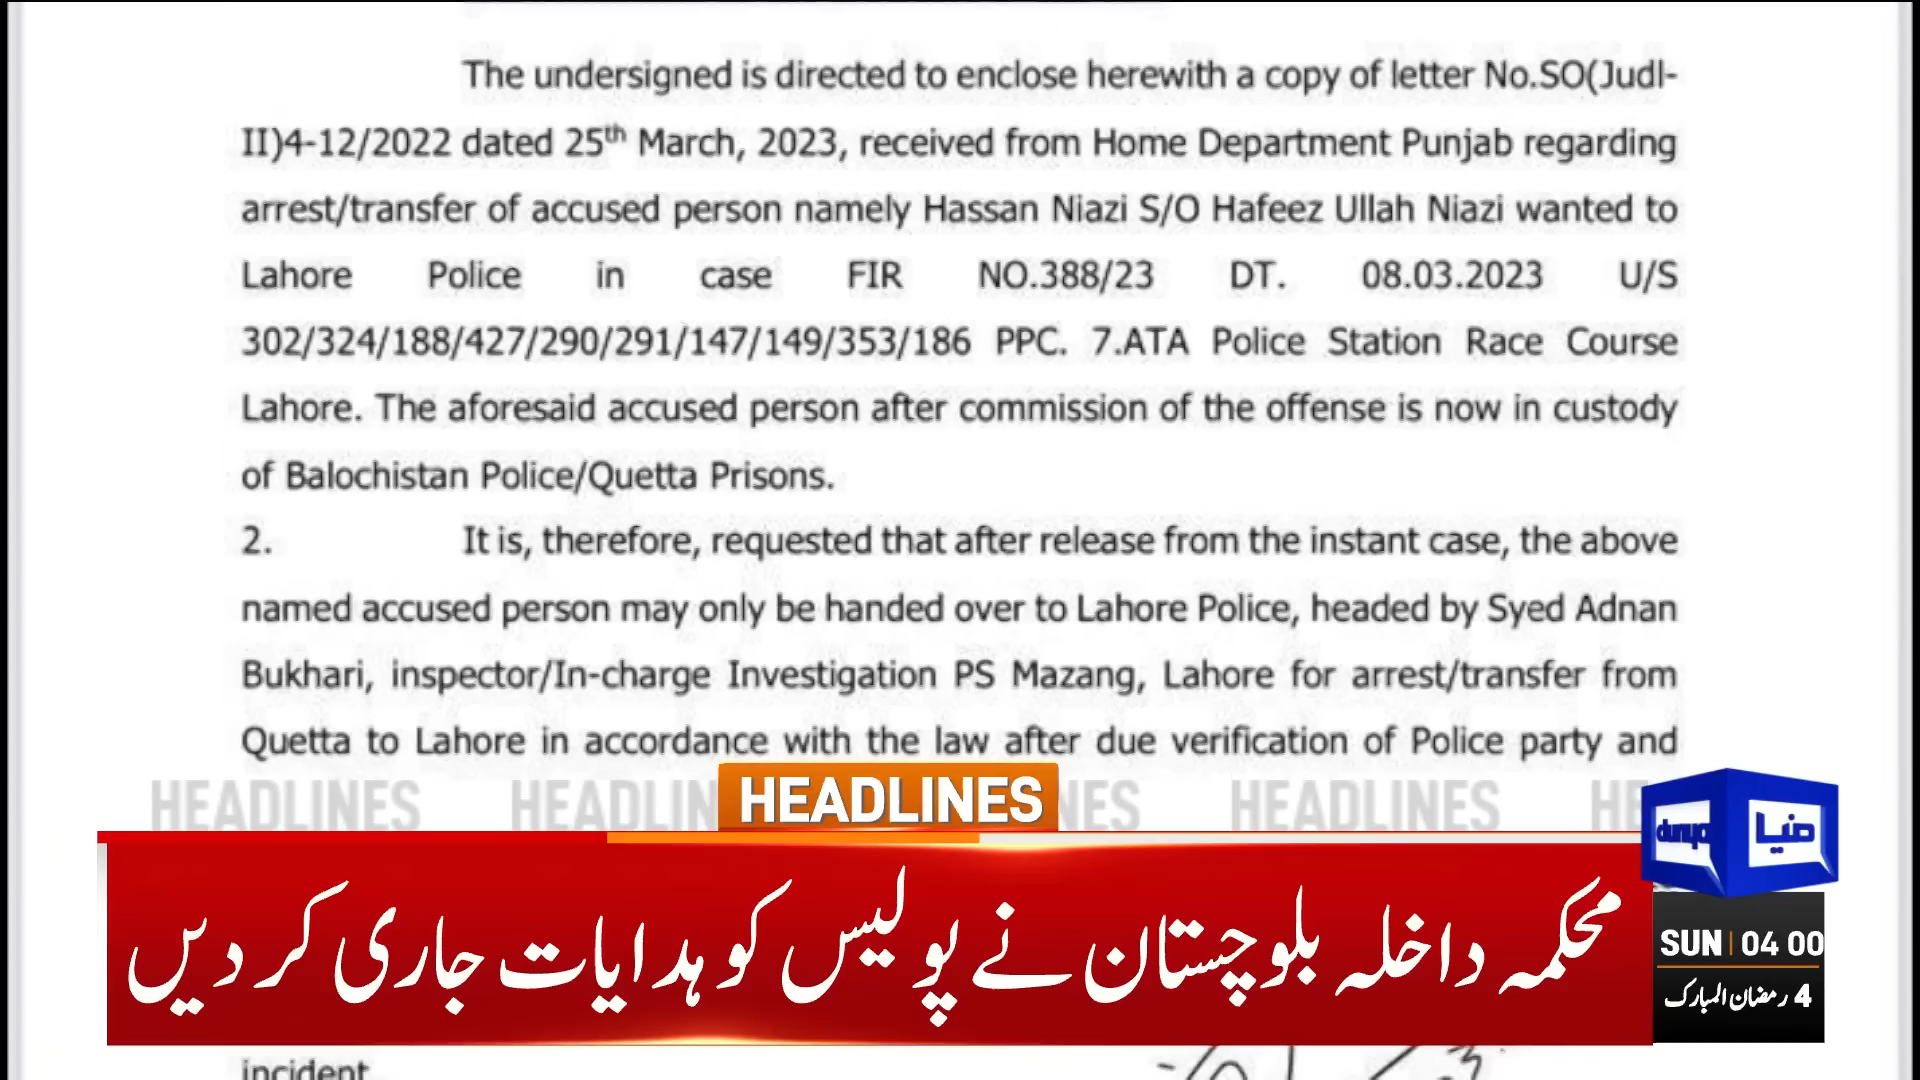 The undersigned is directed to enclose herewith a copy of letter No.SO(Judl-
II)4-12/2022 dated 25th March, 2023, received from Home Department Punjab regarding
arrest/transfer of accused person namely Hassan Niazi S/O Hafeez Ullah Niazi wanted to
Lahore Police in case FIR NO.388/23 DT. 08.03.2023 U/S
302/324/188/427/290/291/147/149/353/186 PPC. 7.ATA Police Station Race Course
Lahore. The aforesaid accused person after commission of the offense is now in custody
of Balochistan Police/Quetta Prisons.
2. It is, therefore, requested that after release from the instant case, the above
named accused person may only be handed over to Lahore Police, headed by Syed Adnan
Bukhari, inspector/In-charge Investigation PS Mazang, Lahore for arrest/transfer from
Quetta to Lahore in accordance with the law after due verification of Police party and
HEADLINES HEADLINES HEADLINES
HEADLINES
dunya دنیا
محکمہ داخلہ بلوچستان نے پولیس کو ہدایات جاری کر دیں
SUN 04 00
4 رمضان المبارک
incident